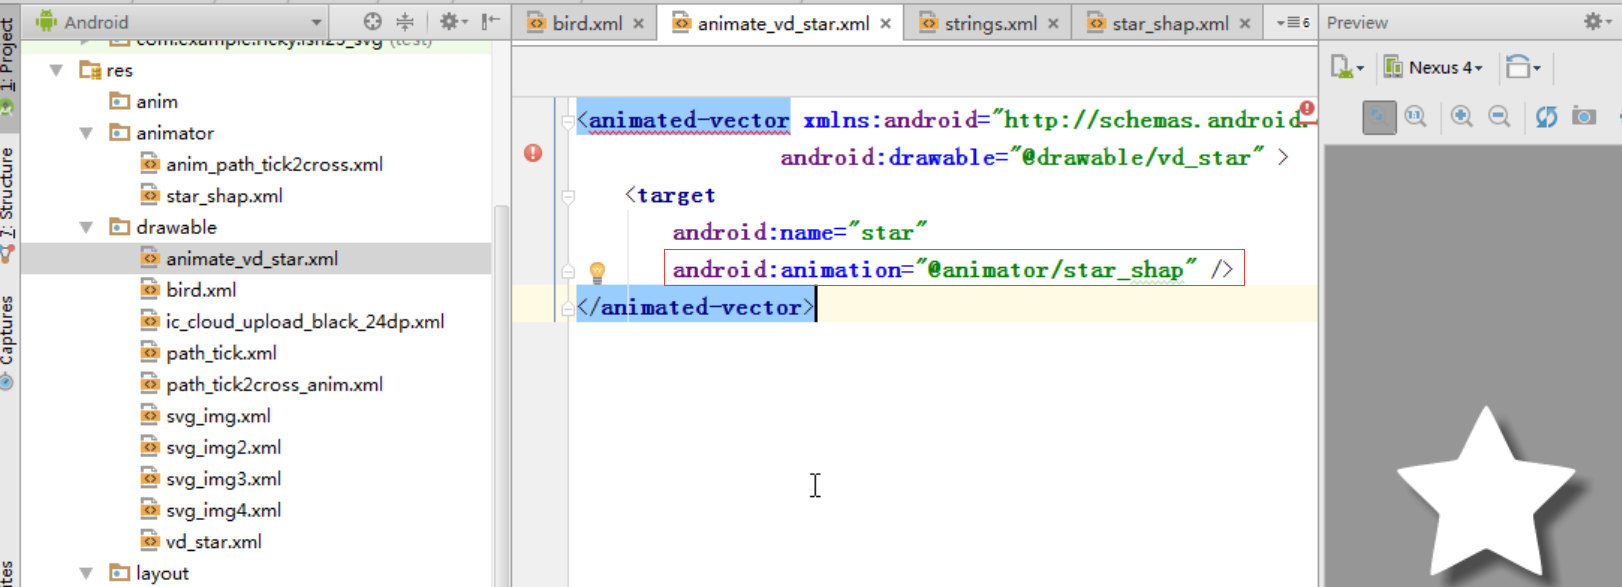 Android
bird.xml
animate_vd_star.xml
strings.xml
star_shap.xml
6
Preview
1: Project
7: Structure
Captures
com.example.ricky.lsn25_svg (test)
res
anim
animator
anim_path_tick2cross.xml
star_shap.xml
drawable
animate_vd_star.xml
bird.xml
ic_cloud_upload_black_24dp.xml
path_tick.xml
path_tick2cross_anim.xml
svg_img.xml
svg_img2.xml
svg_img3.xml
svg_img4.xml
vd_star.xml
layout
<animated-vector xmlns:android="http://schemas.android.
android:drawable="@drawable/vd_star" >
<target
android:name="star"
android:animation="@animator/star_shap" />
</animated-vector>
Nexus 4
1:1